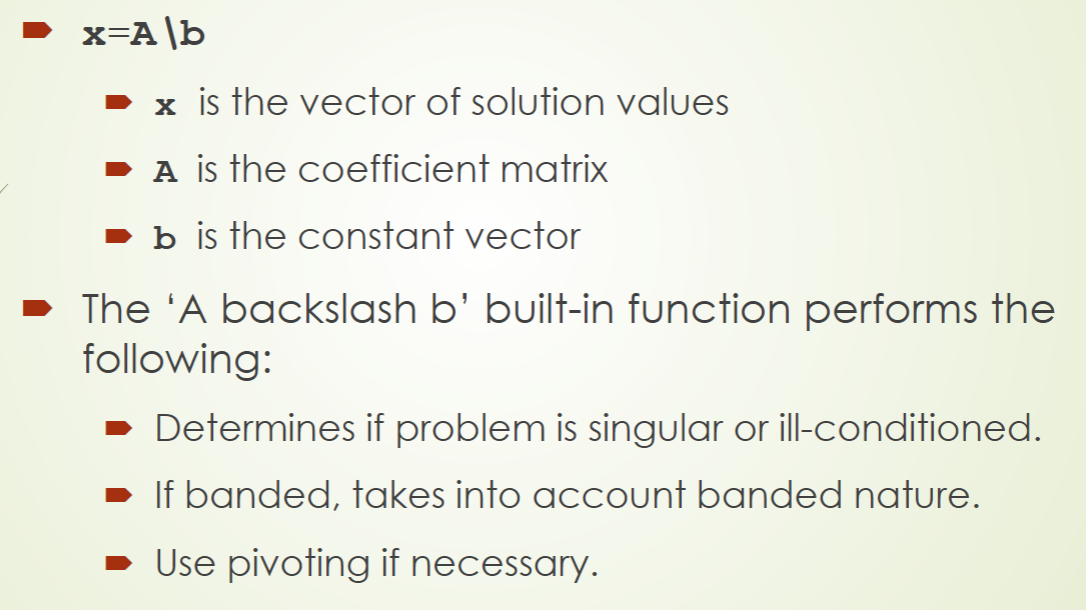 x=A\b
x is the vector of solution values
A is the coefficient matrix
b is the constant vector
The ‘A backslash b’ built-in function performs the
following:
Determines if problem is singular or ill-conditioned.
If banded, takes into account banded nature.
Use pivoting if necessary.